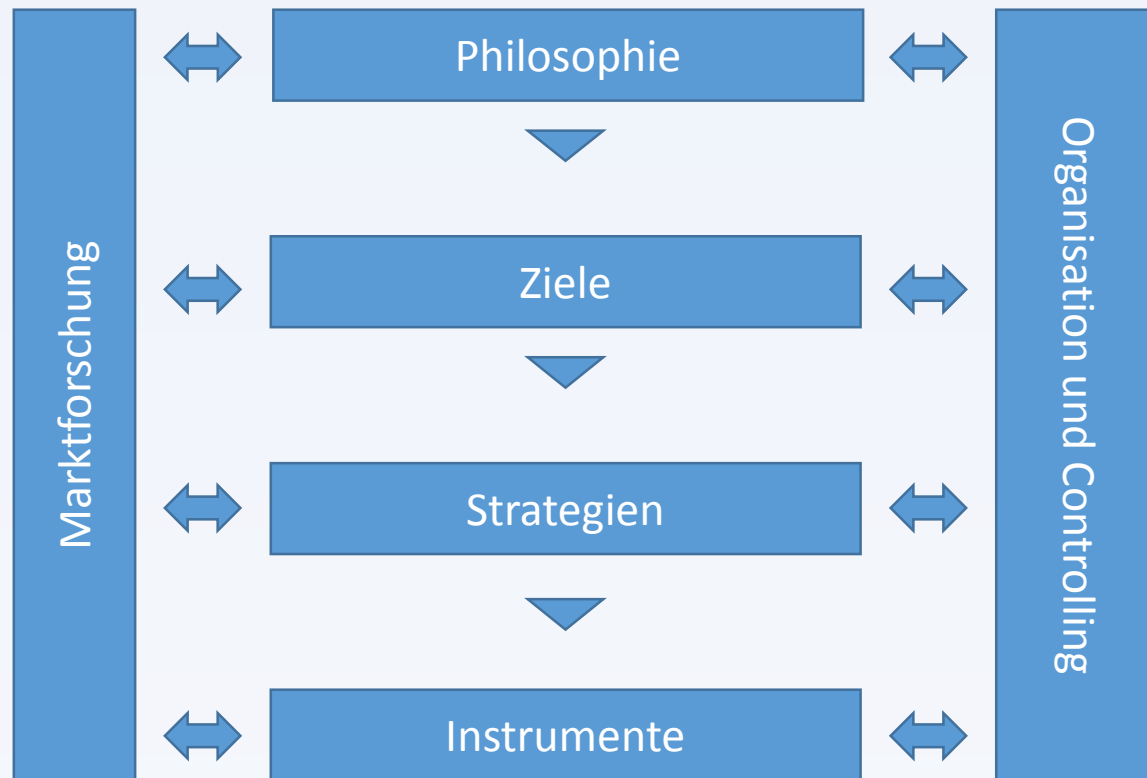 Philosophie
Ziele
Strategien
Instrumente
Marktforschung
Organisation und Controlling